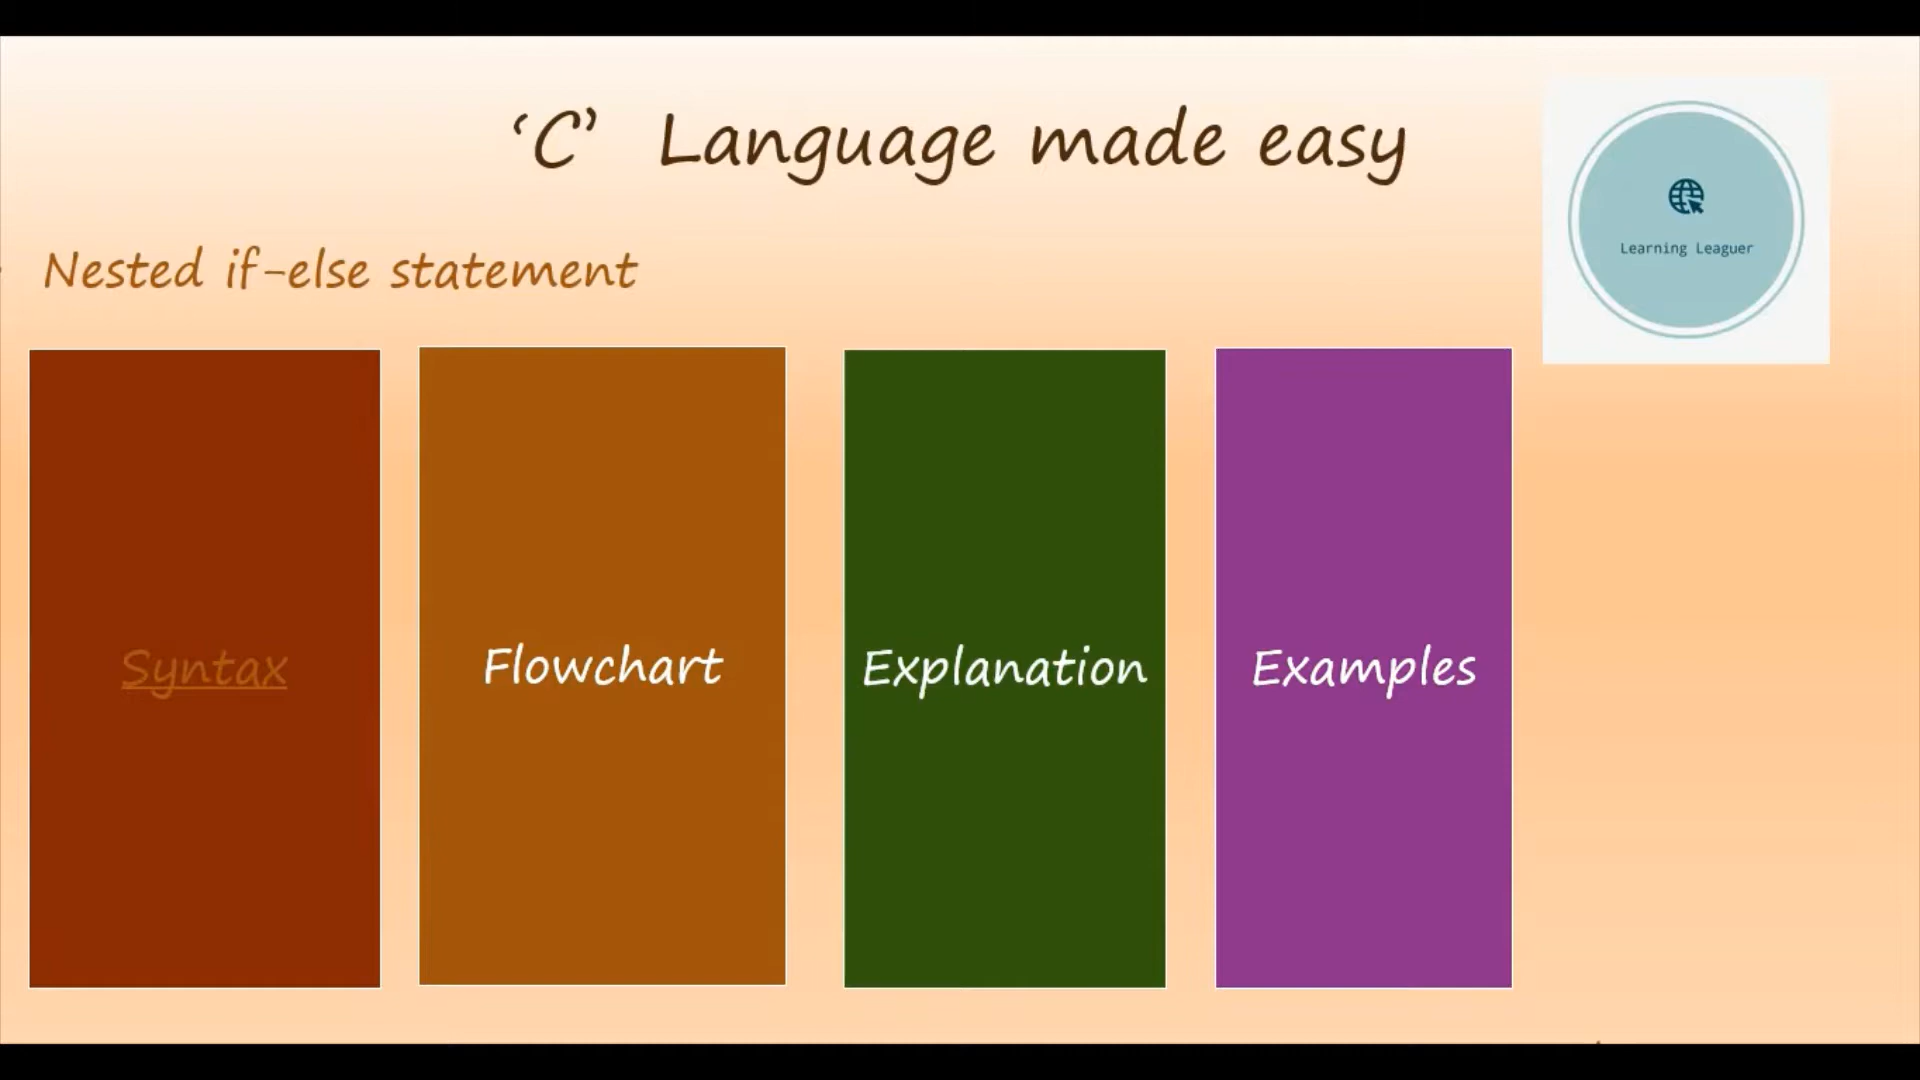 ‘C’ Language made easy
Learning Leaguer
Nested if-else statement
Syntax
Flowchart
Explanation
Examples